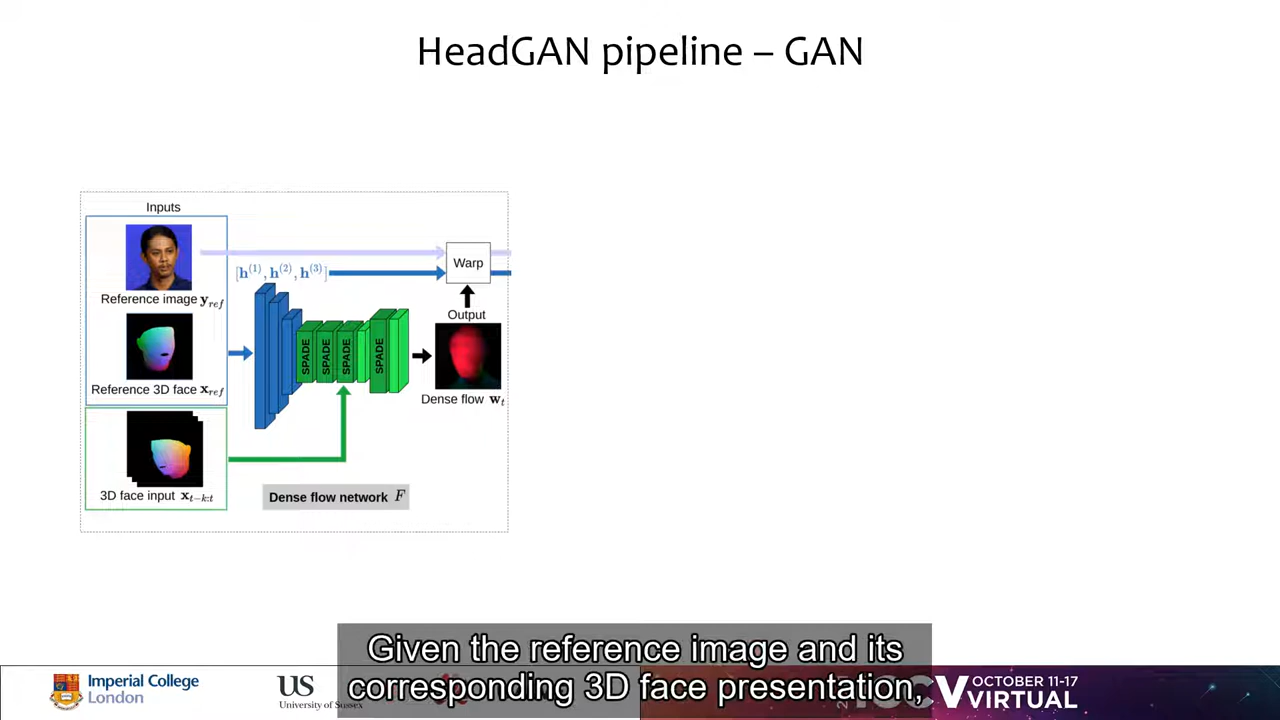 HeadGAN pipeline – GAN
Inputs
Reference image y_ref
Reference 3D face x_ref
3D face input x_t−k:t
[h⁽¹⁾, h⁽²⁾, h⁽³⁾]
SPADE
SPADE
SPADE
SPADE
Warp
Output
Dense flow w_t
Dense flow network F
Given the reference image and its
corresponding 3D face presentation,
Imperial College
London
US
University of Sussex
OCTOBER 11-17
VIRTUAL